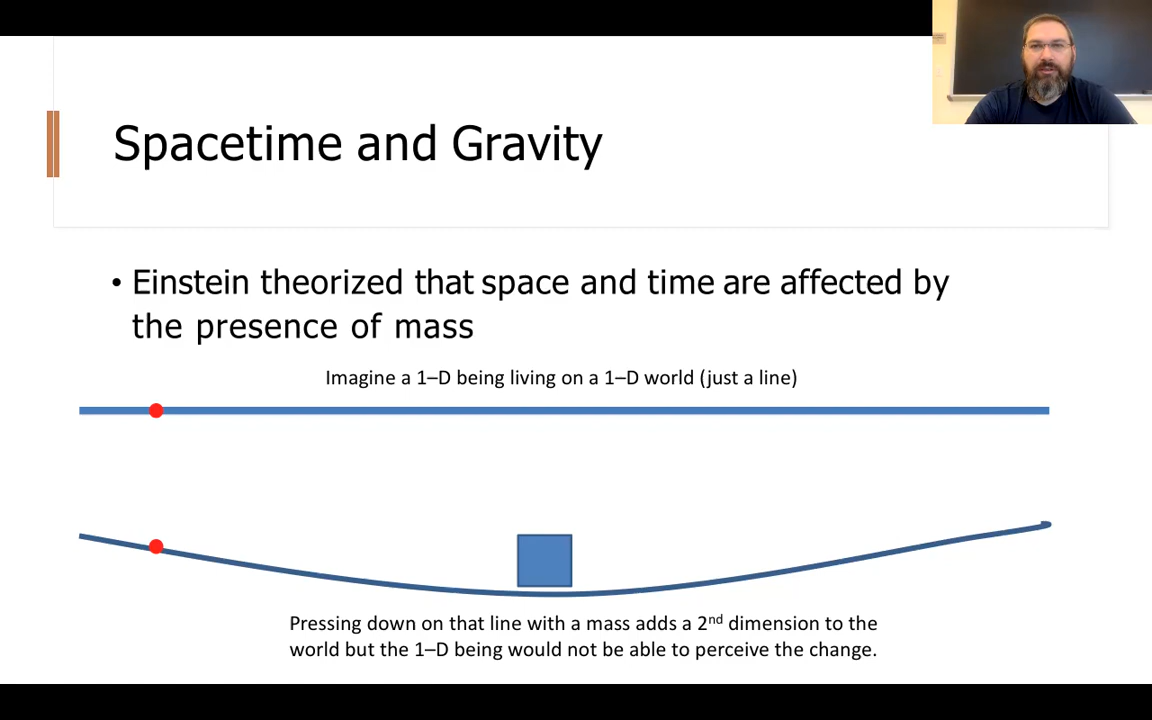 Spacetime and Gravity
• Einstein theorized that space and time are affected by
the presence of mass
Imagine a 1–D being living on a 1–D world (just a line)
Pressing down on that line with a mass adds a 2nd dimension to the
world but the 1–D being would not be able to perceive the change.